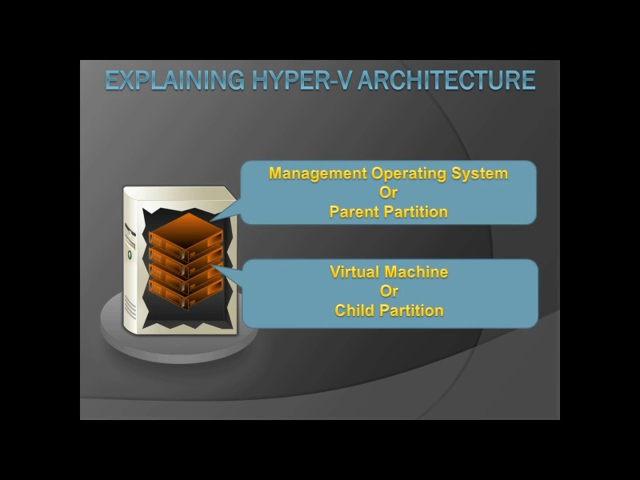 EXPLAINING HYPER-V ARCHITECTURE
Management Operating System
Or
Parent Partition
Virtual Machine
Or
Child Partition